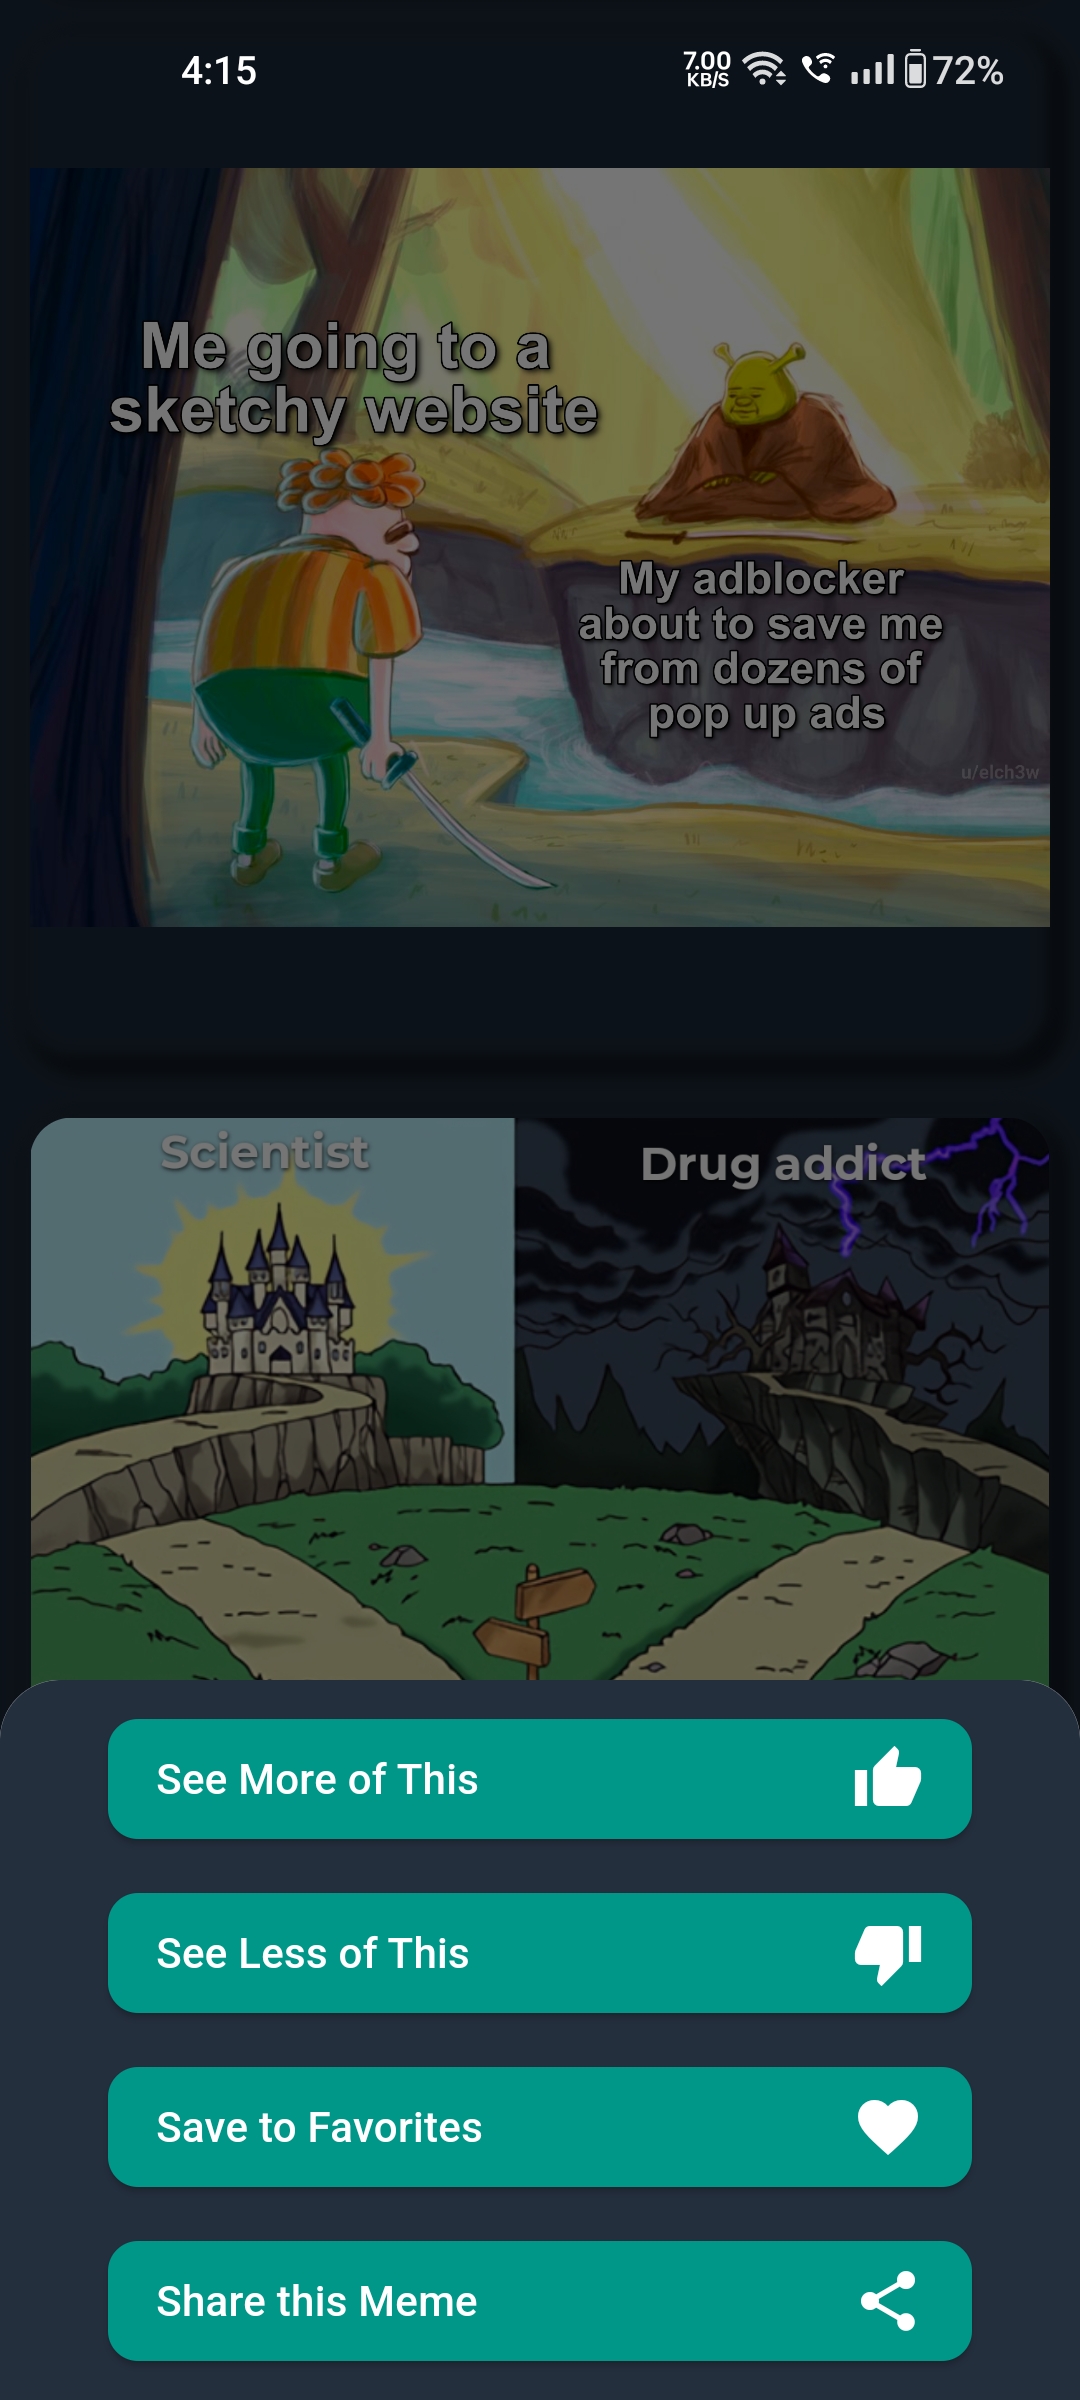 4:15
7.00
KB/S
72%
Me going to a
sketchy website
My adblocker
about to save me
from dozens of
pop up ads
u/elch3w
Scientist
Drug addict
See More of This
See Less of This
Save to Favorites
Share this Meme